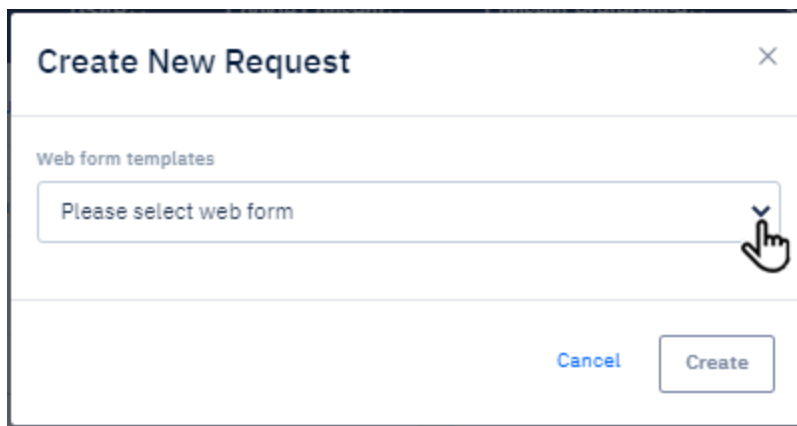 Create New Request
Web form templates
Please select web form
Cancel
Create